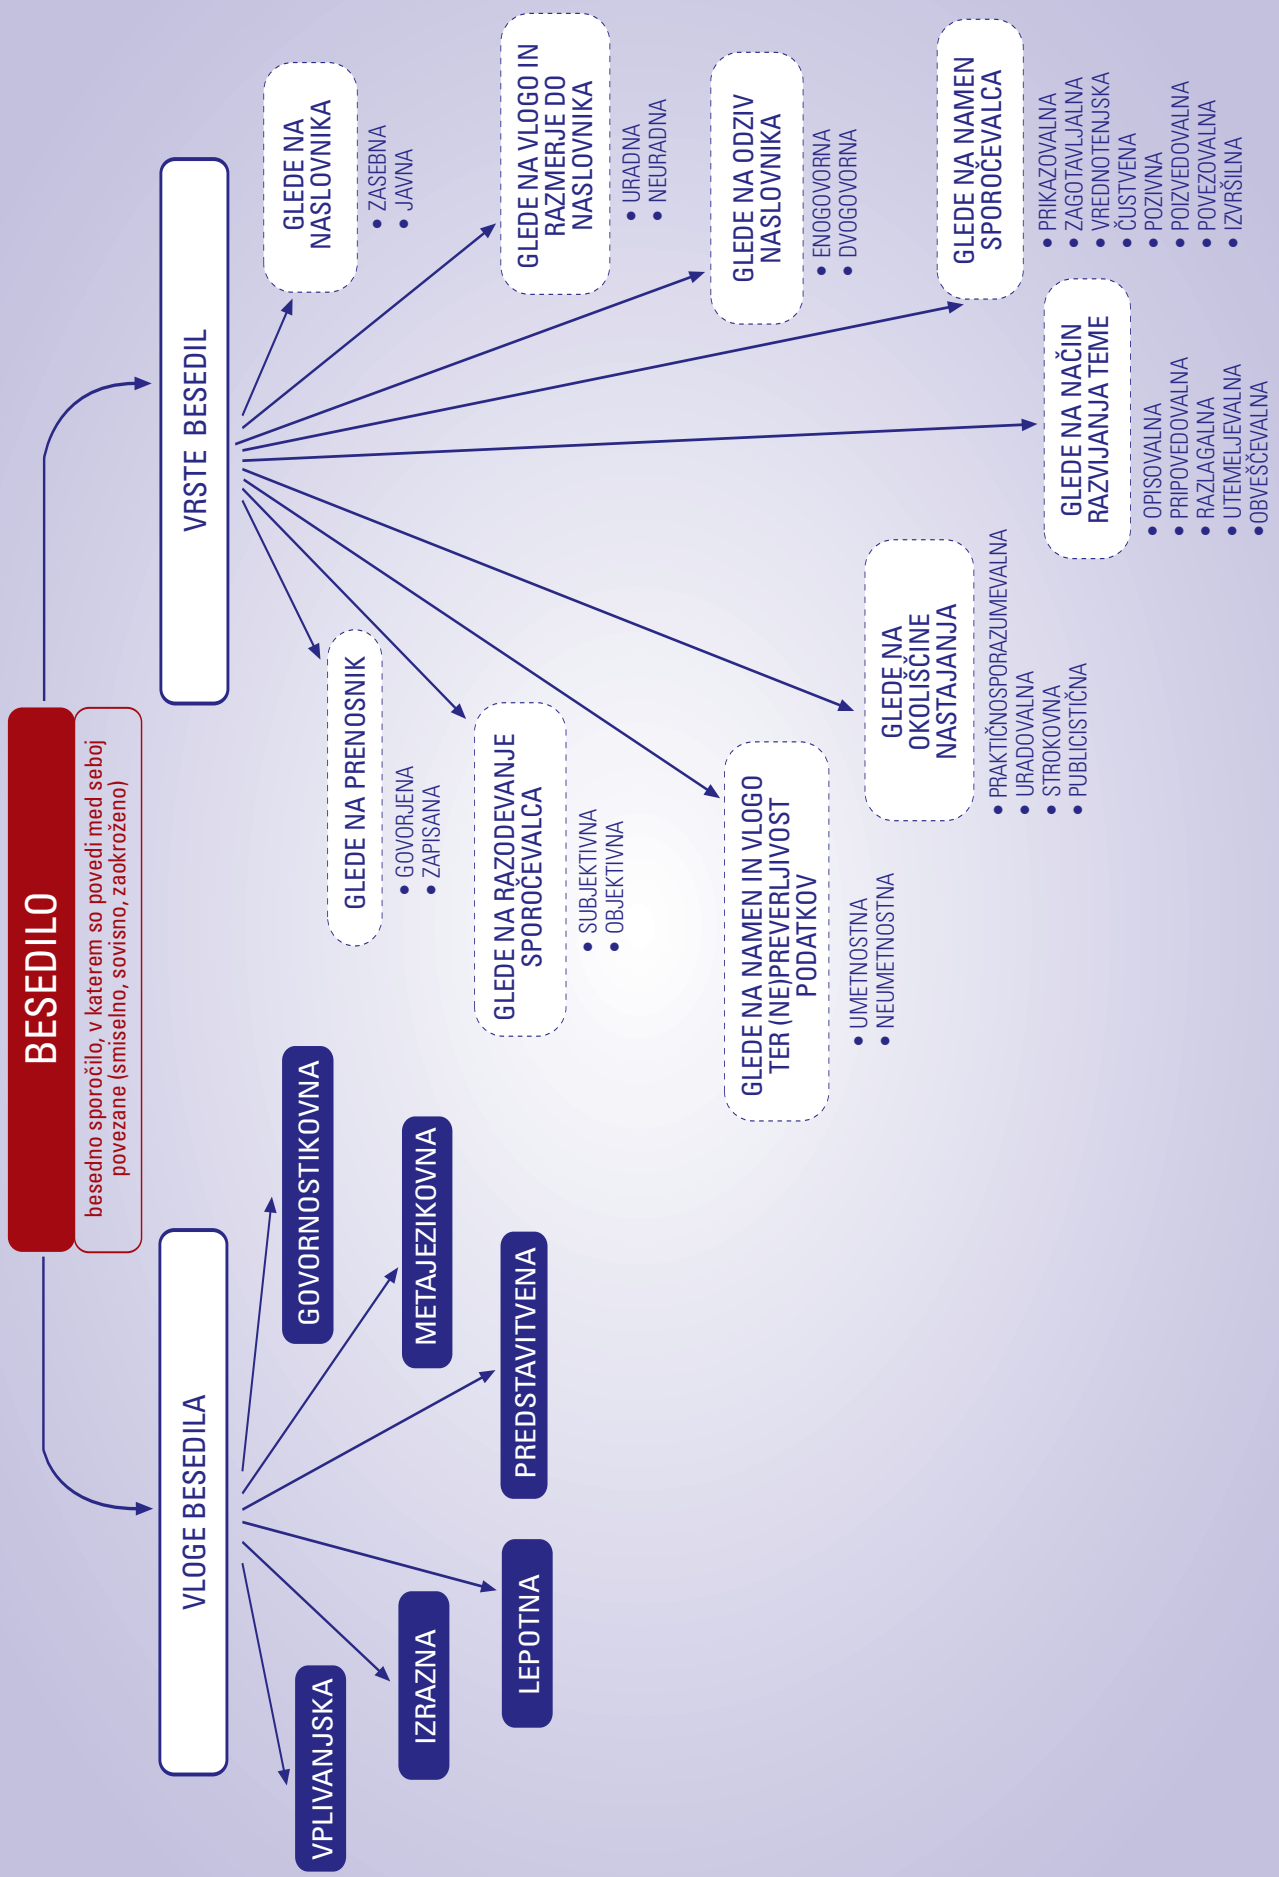 BESEDILO
besedno sporočilo, v katerem so povedi med seboj
povezane (smiselno, sovisno, zaokroženo)
VLOGE BESEDILA
VPLIVANJSKA
IZRAZNA
LEPOTNA
PREDSTAVITVENA
METAJEZIKOVNA
GOVORNOSTIKOVNA
VRSTE BESEDIL
GLEDE NA PRENOSNIK
• GOVORJENA
• ZAPISANA
GLEDE NA RAZODEVANJE
SPOROČEVALCA
• SUBJEKTIVNA
• OBJEKTIVNA
GLEDE NA NAMEN IN VLOGO
TER (NE)PREVERLJIVOST
PODATKOV
• UMETNOSTNA
• NEUMETNOSTNA
GLEDE NA
OKOLIŠČINE
NASTAJANJA
• PRAKTIČNOSPORAZUMEVALNA
• URADOVALNA
• STROKOVNA
• PUBLICISTIČNA
GLEDE NA NAČIN
RAZVIJANJA TEME
• OPISOVALNA
• PRIPOVEDOVALNA
• RAZLAGALNA
• UTEMELJEVALNA
• OBVEŠČEVALNA
GLEDE NA NAMEN
SPOROČEVALCA
• PRIKAZOVALNA
• ZAGOTAVLJALNA
• VREDNOTENJSKA
• ČUSTVENA
• POZIVNA
• POIZVEDOVALNA
• POVEZOVALNA
• IZVRŠILNA
GLEDE NA ODZIV
NASLOVNIKA
• ENOGOVORNA
• DVOGOVORNA
GLEDE NA VLOGO IN
RAZMERJE DO
NASLOVNIKA
• URADNA
• NEURADNA
GLEDE NA
NASLOVNIKA
• ZASEBNA
• JAVNA